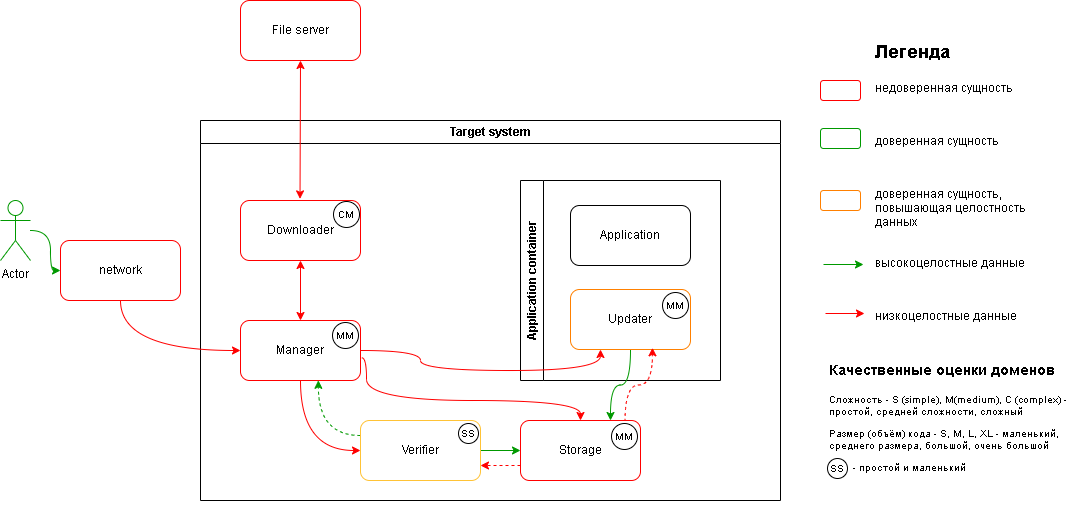 File server
Target system
Downloader
CM
Actor
network
Manager
MM
Application container
Application
Updater
MM
Verifier
SS
Storage
MM
Легенда
недоверенная сущность
доверенная сущность
доверенная сущность,
повышающая целостность
данных
высокоцелостные данные
низкоцелостные данные
Качественные оценки доменов
Сложность - S (simple), M(medium), C (complex) -
простой, средней сложности, сложный
Размер (объём) кода - S, M, L, XL - маленький,
среднего размера, большой, очень большой
SS - простой и маленький